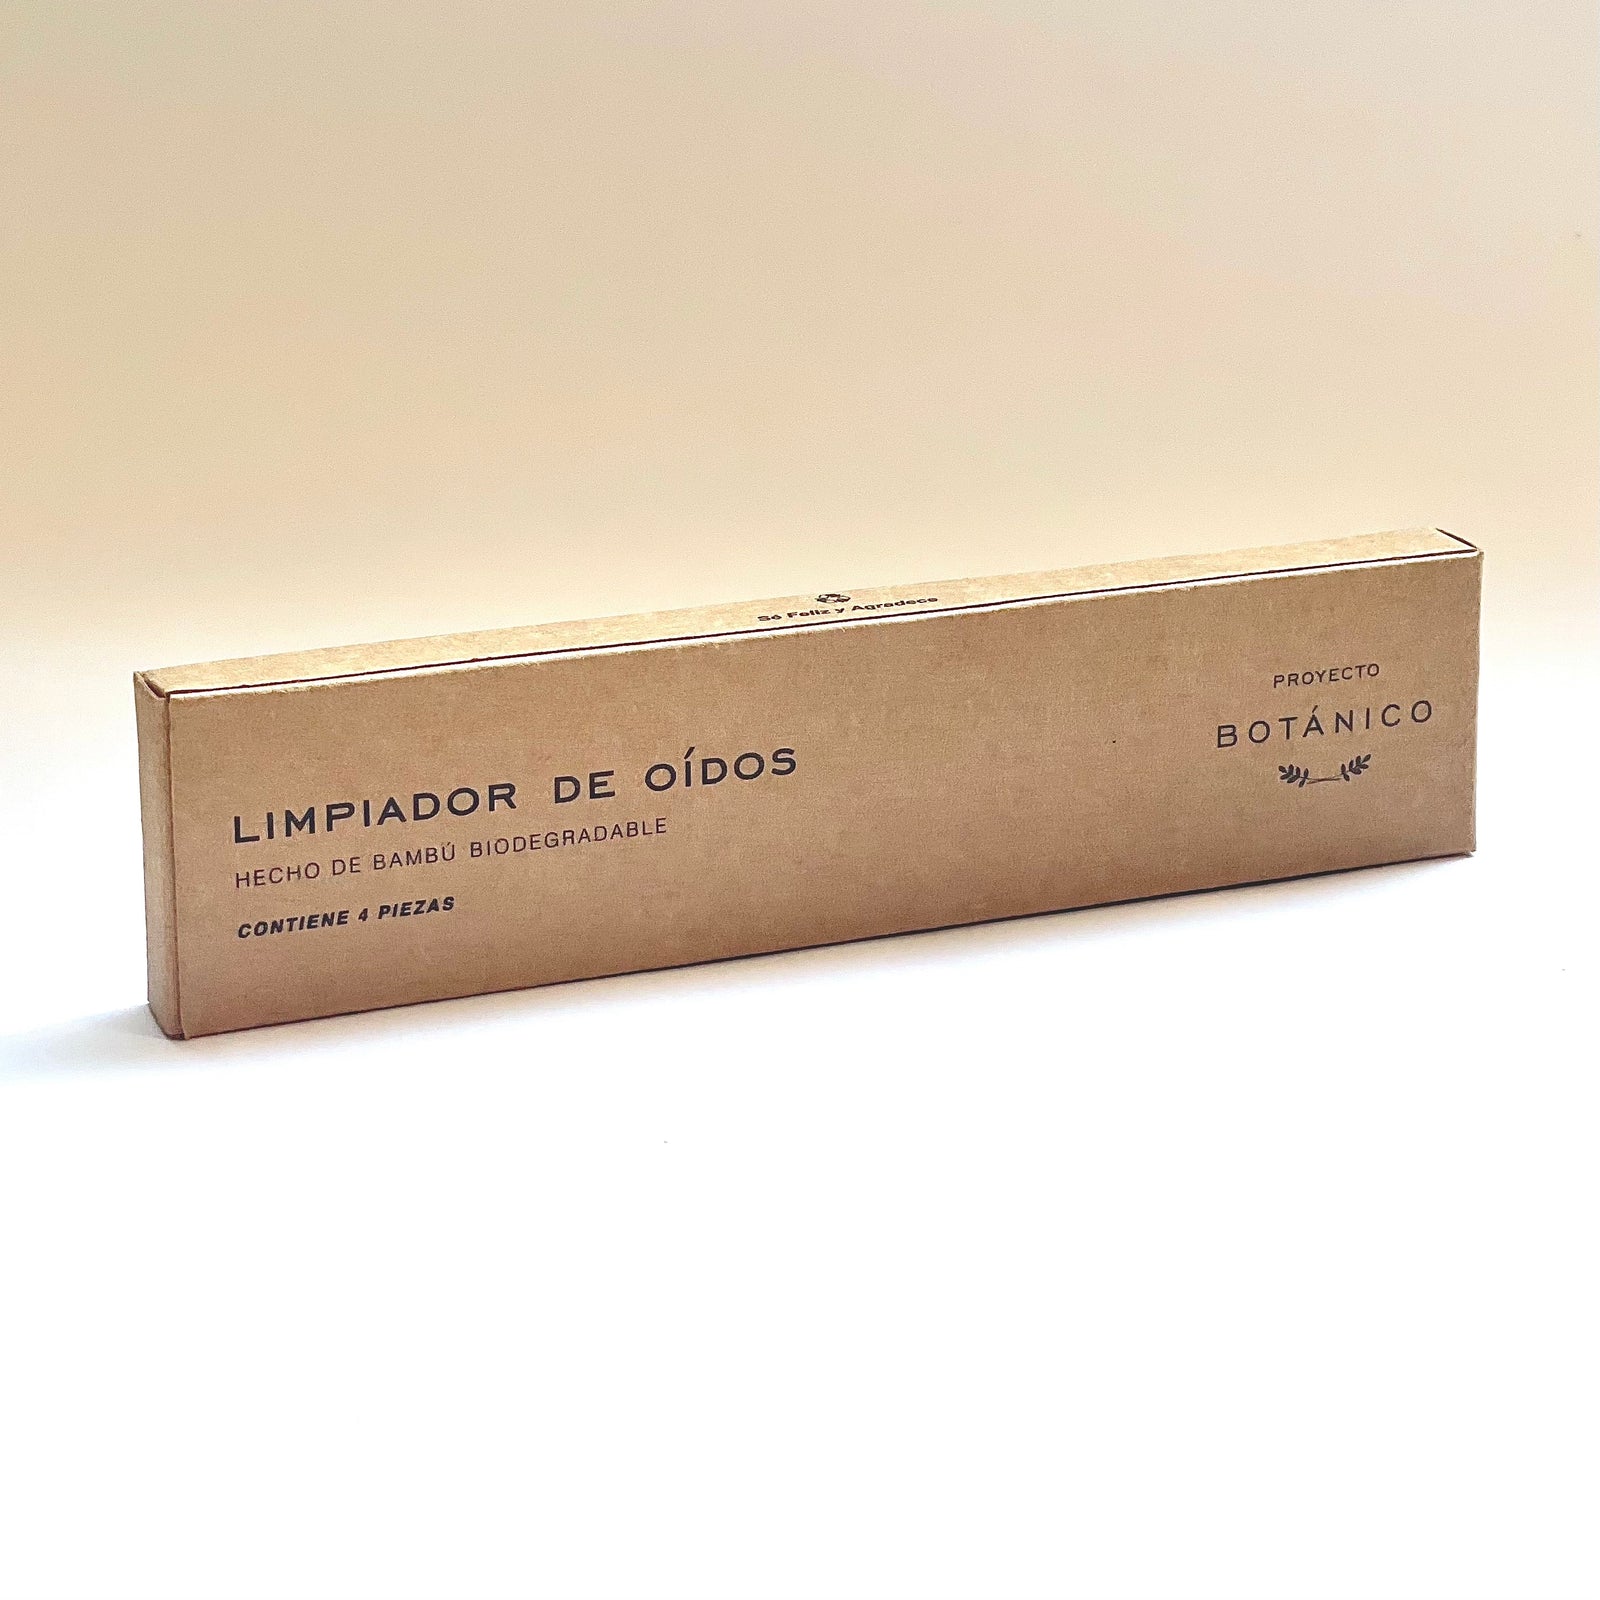 Sé Feliz y Agradece
LIMPIADOR DE OÍDOS
HECHO DE BAMBÚ BIODEGRADABLE
CONTIENE 4 PIEZAS
PROYECTO
BOTÁNICO